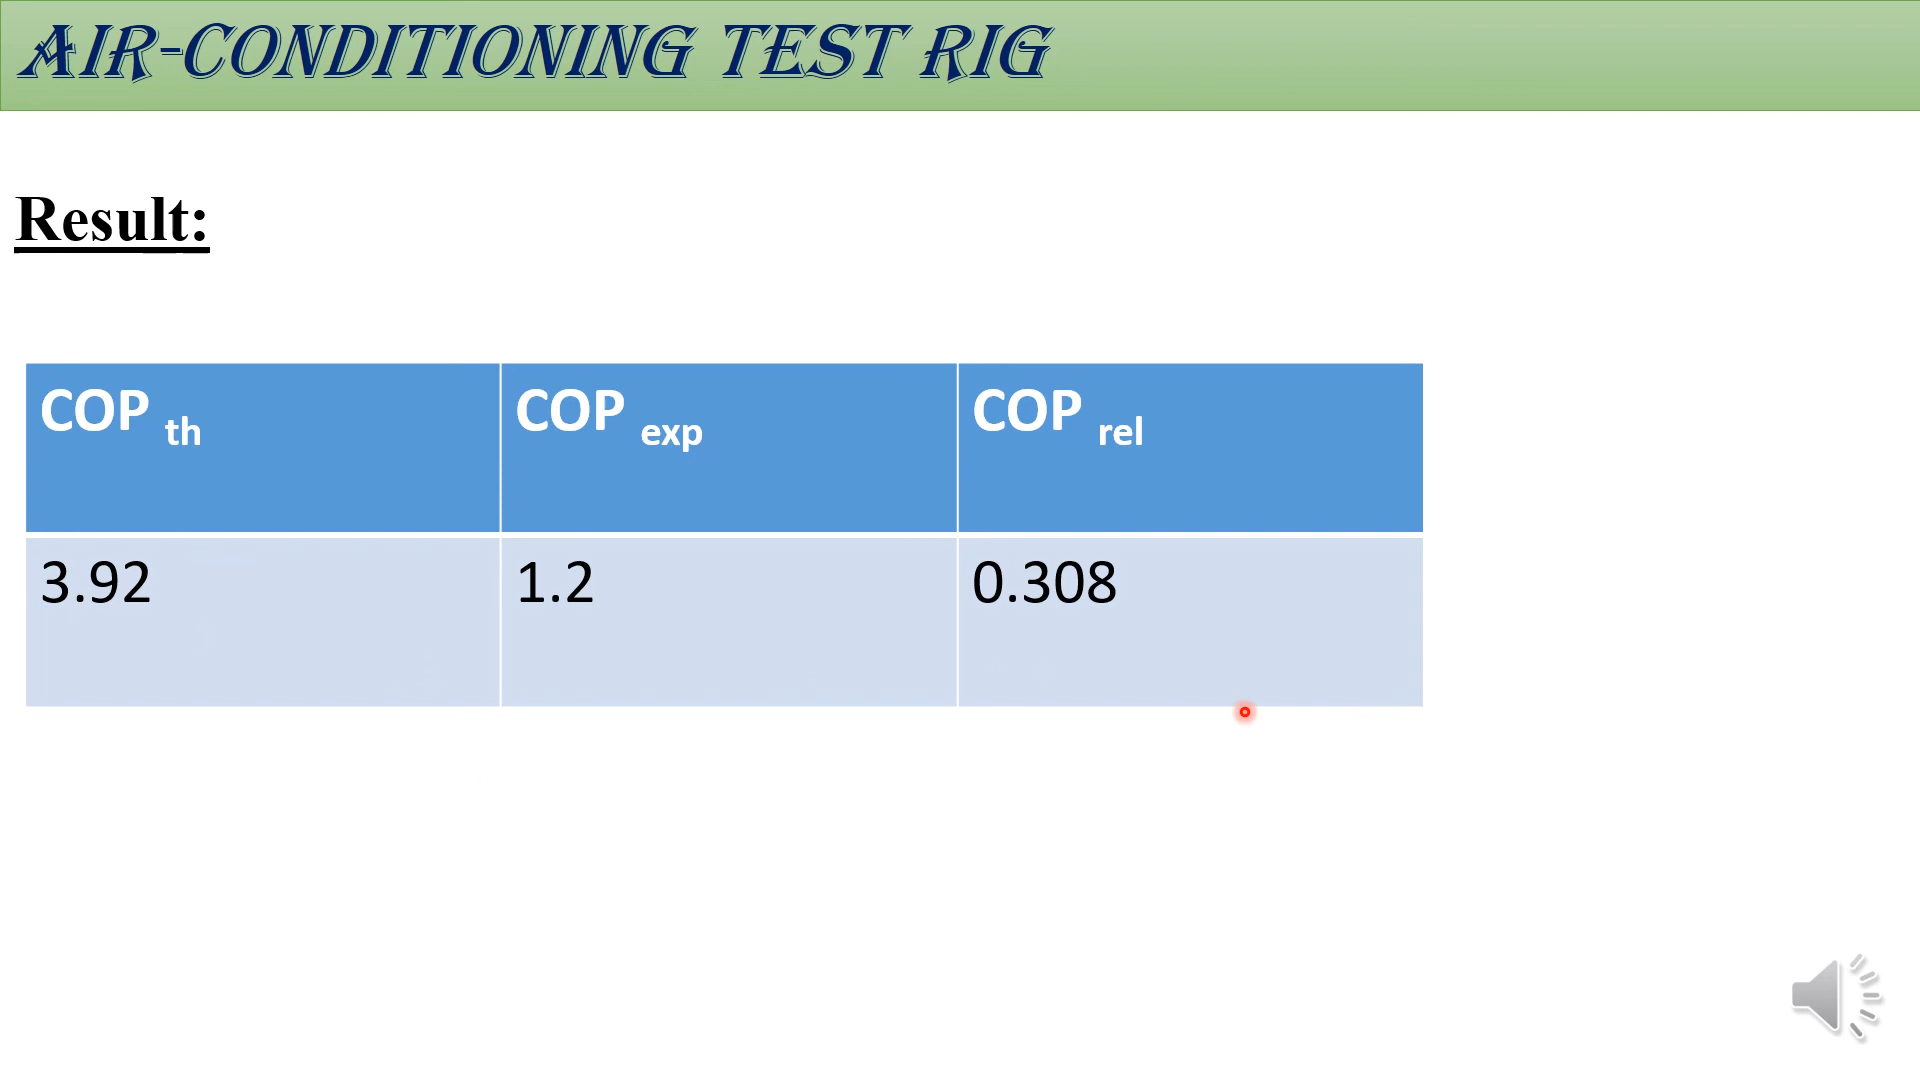 AIR-CONDITIONING TEST RIG
Result:
COP th COP exp COP rel
3.92 1.2 0.308